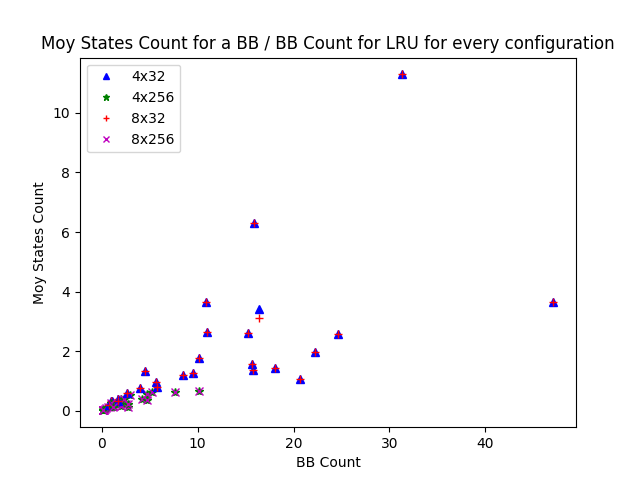 Moy States Count for a BB / BB Count for LRU for every configuration
4x32
4x256
8x32
8x256
Moy States Count
10
8
6
4
2
0
0 10 20 30 40
BB Count